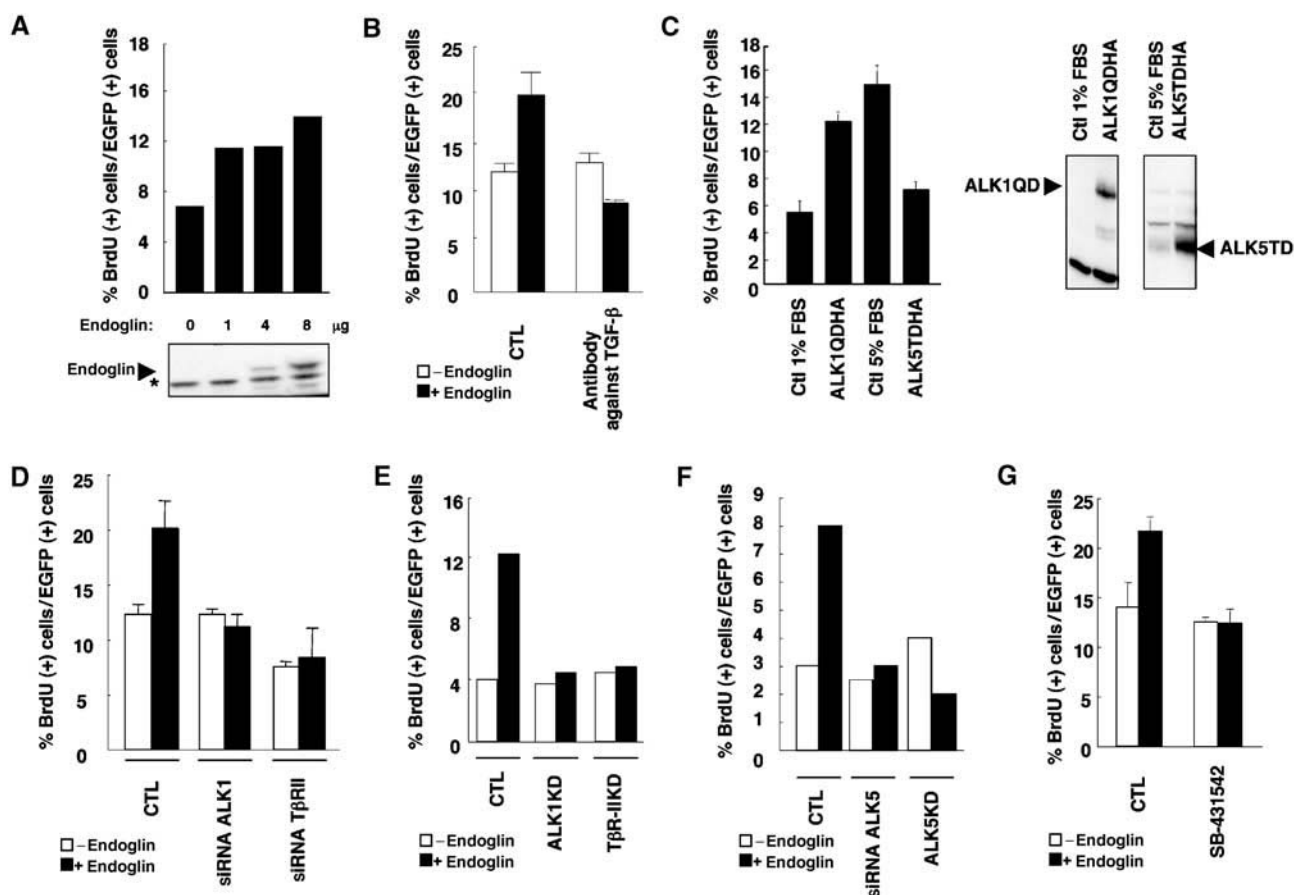 A
% BrdU (+) cells/EGFP (+) cells
18
16
12
8
4
0
Endoglin: 0 1 4 8 μg
Endoglin
*
B
% BrdU (+) cells/EGFP (+) cells
25
20
15
10
0
CTL
Antibody
against TGF-β
– Endoglin
+ Endoglin
C
% BrdU (+) cells/EGFP (+) cells
18
16
14
12
10
8
6
4
2
0
Ctl 1% FBS
ALK1QDHA
Ctl 5% FBS
ALK5TDHA
Ctl 1% FBS
ALK1QDHA
Ctl 5% FBS
ALK5TDHA
ALK1QD
ALK5TD
D
% BrdU (+) cells/EGFP (+) cells
25
20
15
10
5
0
CTL
siRNA ALK1
siRNA TβRII
– Endoglin
+ Endoglin
E
% BrdU (+) cells/EGFP (+) cells
16
12
8
4
0
CTL
ALK1KD
TβR-IIKD
– Endoglin
+ Endoglin
F
% BrdU (+) cells/EGFP (+) cells
9
8
7
6
5
4
3
2
1
0
CTL
siRNA ALK5
ALK5KD
– Endoglin
+ Endoglin
G
% BrdU (+) cells/EGFP (+) cells
25
20
15
10
5
0
CTL
SB-431542
– Endoglin
+ Endoglin